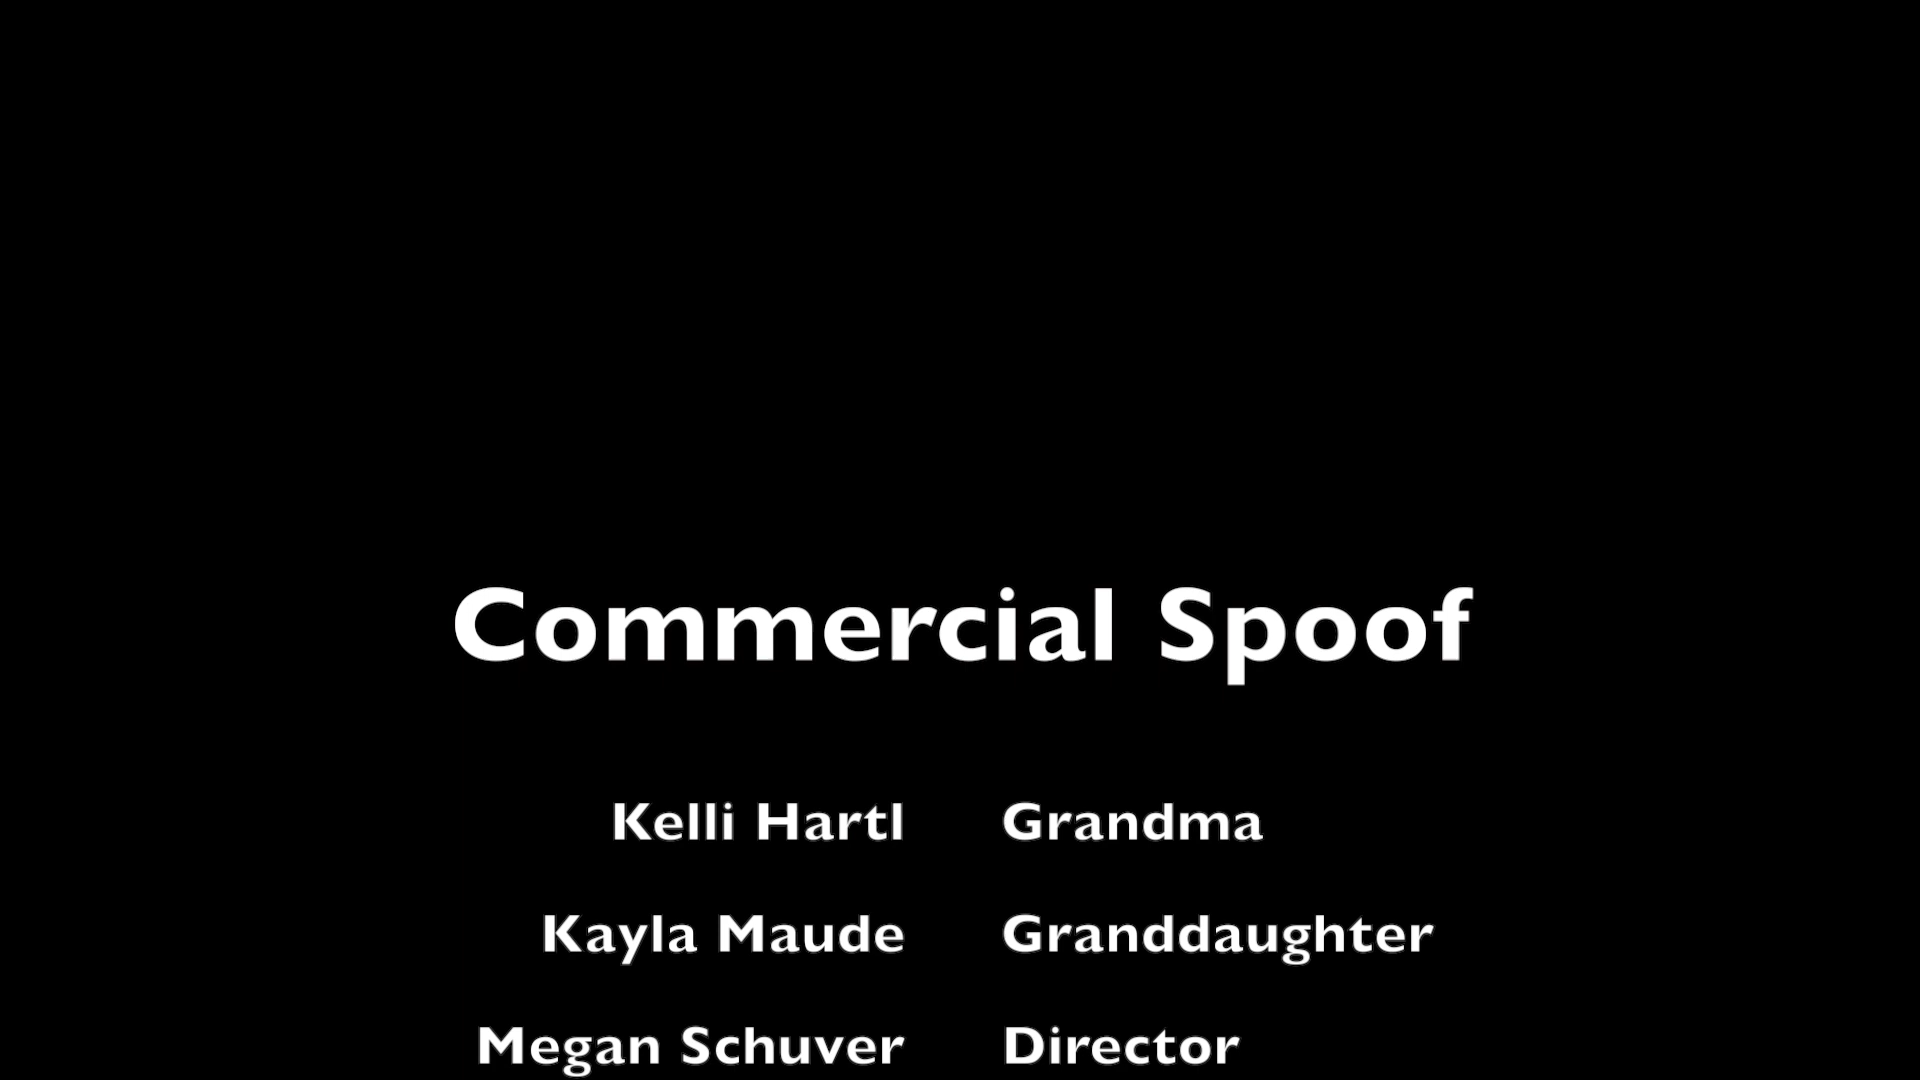 Commercial Spoof
Kelli Hartl Grandma
Kayla Maude Granddaughter
Megan Schuver Director